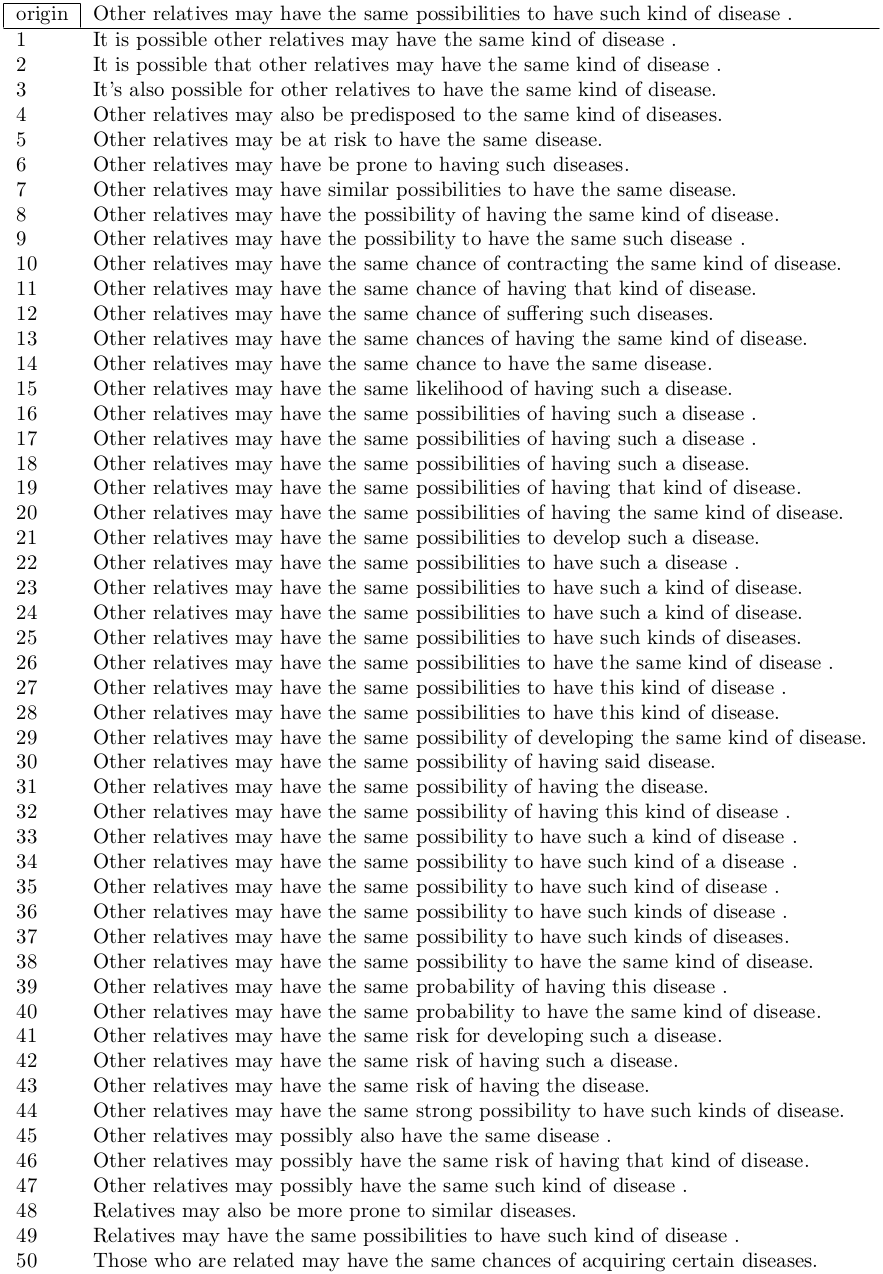 origin Other relatives may have the same possibilities to have such kind of disease .
1 It is possible other relatives may have the same kind of disease .
2 It is possible that other relatives may have the same kind of disease .
3 It's also possible for other relatives to have the same kind of disease.
4 Other relatives may also be predisposed to the same kind of diseases.
5 Other relatives may be at risk to have the same disease.
6 Other relatives may have be prone to having such diseases.
7 Other relatives may have similar possibilities to have the same disease.
8 Other relatives may have the possibility of having the same kind of disease.
9 Other relatives may have the possibility to have the same such disease .
10 Other relatives may have the same chance of contracting the same kind of disease.
11 Other relatives may have the same chance of having that kind of disease.
12 Other relatives may have the same chance of suffering such diseases.
13 Other relatives may have the same chances of having the same kind of disease.
14 Other relatives may have the same chance to have the same disease.
15 Other relatives may have the same likelihood of having such a disease.
16 Other relatives may have the same possibilities of having such a disease .
17 Other relatives may have the same possibilities of having such a disease .
18 Other relatives may have the same possibilities of having such a disease.
19 Other relatives may have the same possibilities of having that kind of disease.
20 Other relatives may have the same possibilities of having the same kind of disease.
21 Other relatives may have the same possibilities to develop such a disease.
22 Other relatives may have the same possibilities to have such a disease .
23 Other relatives may have the same possibilities to have such a kind of disease.
24 Other relatives may have the same possibilities to have such a kind of disease.
25 Other relatives may have the same possibilities to have such kinds of diseases.
26 Other relatives may have the same possibilities to have the same kind of disease .
27 Other relatives may have the same possibilities to have this kind of disease .
28 Other relatives may have the same possibilities to have this kind of disease.
29 Other relatives may have the same possibility of developing the same kind of disease.
30 Other relatives may have the same possibility of having said disease.
31 Other relatives may have the same possibility of having the disease.
32 Other relatives may have the same possibility of having this kind of disease .
33 Other relatives may have the same possibility to have such a kind of disease .
34 Other relatives may have the same possibility to have such kind of a disease .
35 Other relatives may have the same possibility to have such kind of disease .
36 Other relatives may have the same possibility to have such kinds of disease .
37 Other relatives may have the same possibility to have such kinds of diseases.
38 Other relatives may have the same possibility to have the same kind of disease.
39 Other relatives may have the same probability of having this disease .
40 Other relatives may have the same probability to have the same kind of disease.
41 Other relatives may have the same risk for developing such a disease.
42 Other relatives may have the same risk of having such a disease.
43 Other relatives may have the same risk of having the disease.
44 Other relatives may have the same strong possibility to have such kinds of disease.
45 Other relatives may possibly also have the same disease .
46 Other relatives may possibly have the same risk of having that kind of disease.
47 Other relatives may possibly have the same such kind of disease .
48 Relatives may also be more prone to similar diseases.
49 Relatives may have the same possibilities to have such kind of disease .
50 Those who are related may have the same chances of acquiring certain diseases.